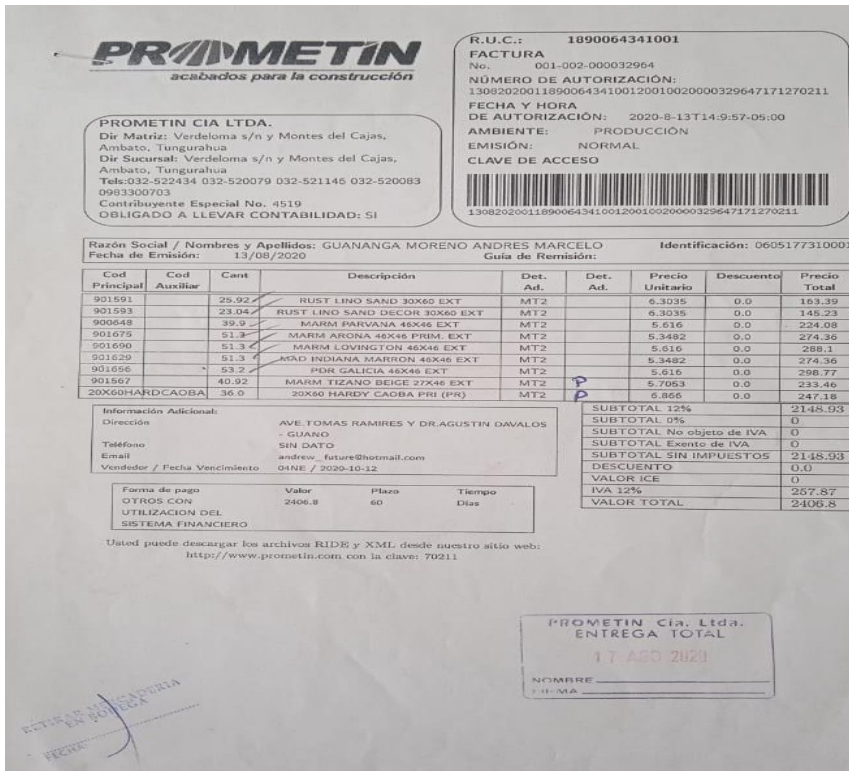 PROMETIN
acabados para la construcción
R.U.C.: 1890064341001
FACTURA
No. 001-002-000032964
NÚMERO DE AUTORIZACIÓN:
1308202001189006434100120010020000329647171270211
FECHA Y HORA
DE AUTORIZACIÓN: 2020-8-13T14:9:57-05:00
AMBIENTE: PRODUCCIÓN
EMISIÓN: NORMAL
CLAVE DE ACCESO
1308202001189006434100120010020000329647171270211
PROMETIN CIA LTDA.
Dir Matriz: Verdeloma s/n y Montes del Cajas,
Ambato, Tungurahua
Dir Sucursal: Verdeloma s/n y Montes del Cajas,
Ambato, Tungurahua
Tels:032-522434 032-520079 032-521146 032-520083
0983300703
Contribuyente Especial No. 4519
OBLIGADO A LLEVAR CONTABILIDAD: SI
Razón Social / Nombres y Apellidos: GUANANGA MORENO ANDRES MARCELO Identificación: 0605177310001
Fecha de Emisión: 13/08/2020 Guía de Remisión:
Cod Principal Cod Auxiliar Cant Descripción Det. Ad. Det. Ad. Precio Unitario Descuento Precio Total
901591 25.92 RUST LINO SAND 30X60 EXT MT2 6.3035 0.0 163.39
901593 23.04 RUST LINO SAND DECOR 30X60 EXT MT2 6.3035 0.0 145.23
900648 39.9 MARM PARVANA 46X46 EXT MT2 5.616 0.0 224.08
901675 51.3 MARM ARONA 46X46 PRIM. EXT MT2 5.3482 0.0 274.36
901690 51.3 MARM LOVINGTON 46X46 EXT MT2 5.616 0.0 288.1
901629 51.3 MAD INDIANA MARRON 46X46 EXT MT2 5.3482 0.0 274.36
901656 53.2 PDR GALICIA 46X46 EXT MT2 5.616 0.0 298.77
901567 40.92 MARM TIZANO BEIGE 27X46 EXT MT2 P 5.7053 0.0 233.46
20X60HARDCAOBA 36.0 20X60 HARDY CAOBA PRI (PR) MT2 P 6.866 0.0 247.18
Información Adicional:
Dirección AVE.TOMAS RAMIRES Y DR.AGUSTIN DAVALOS
- GUANO
Teléfono SIN DATO
Email andrew_future@hotmail.com
Vendedor / Fecha Vencimiento 04NE / 2020-10-12
SUBTOTAL 12% 2148.93
SUBTOTAL 0% 0
SUBTOTAL No objeto de IVA 0
SUBTOTAL Exento de IVA 0
SUBTOTAL SIN IMPUESTOS 2148.93
DESCUENTO 0.0
VALOR ICE 0
IVA 12% 257.87
VALOR TOTAL 2406.8
Forma de pago Valor Plazo Tiempo
OTROS CON 2406.8 60 Dias
UTILIZACION DEL
SISTEMA FINANCIERO
Usted puede descargar los archivos RIDE y XML desde nuestro sitio web:
http://www.prometin.com con la clave: 70211
PROMETIN Cia. Ltda.
ENTREGA TOTAL
17 AGO 2020
NOMBRE
FIRMA
RETIRAR MERCADERIA
EN BODEGA
FECHA